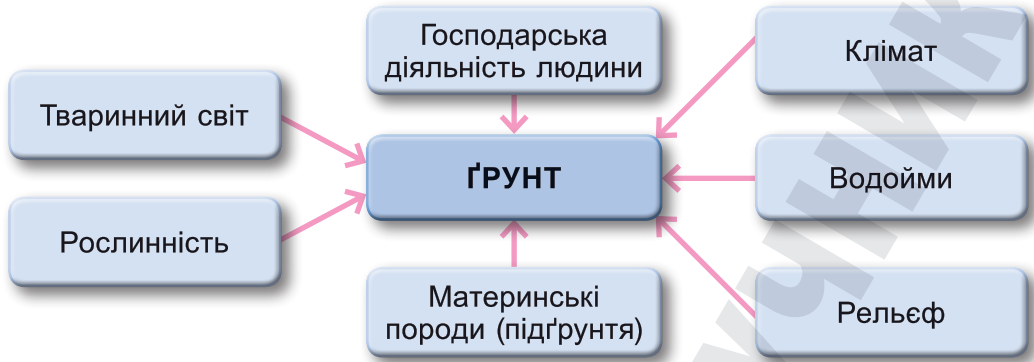 Господарська
діяльність людини
Клімат
Тваринний світ
ҐРУНТ
Водойми
Рослинність
Материнські
породи (підґрунтя)
Рельєф